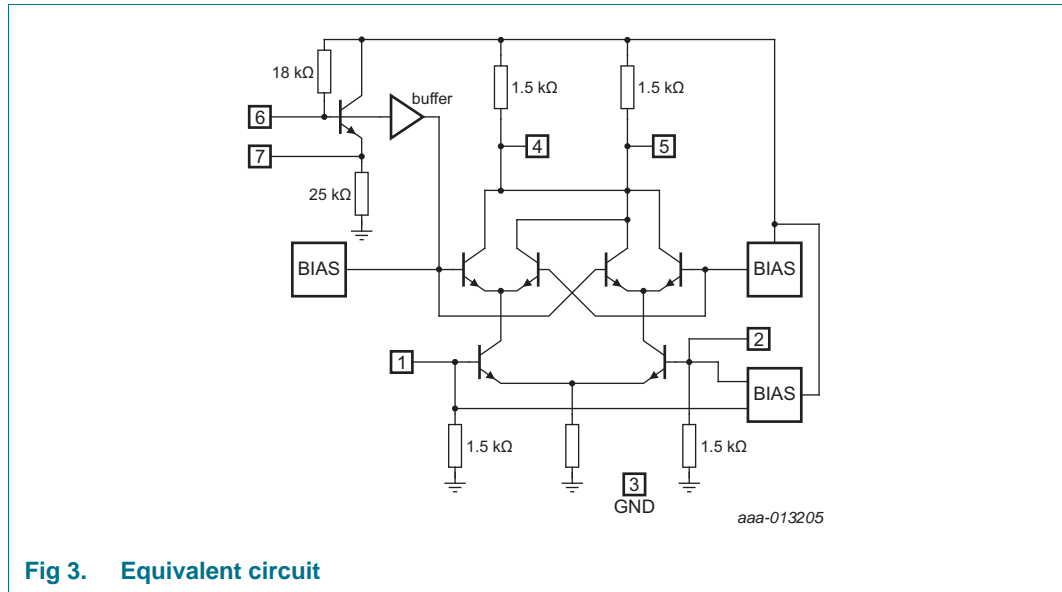 18 kΩ
1.5 kΩ
1.5 kΩ
buffer
6
4
5
7
25 kΩ
BIAS
BIAS
1
2
BIAS
1.5 kΩ
1.5 kΩ
3
GND
aaa-013205
Fig 3. Equivalent circuit